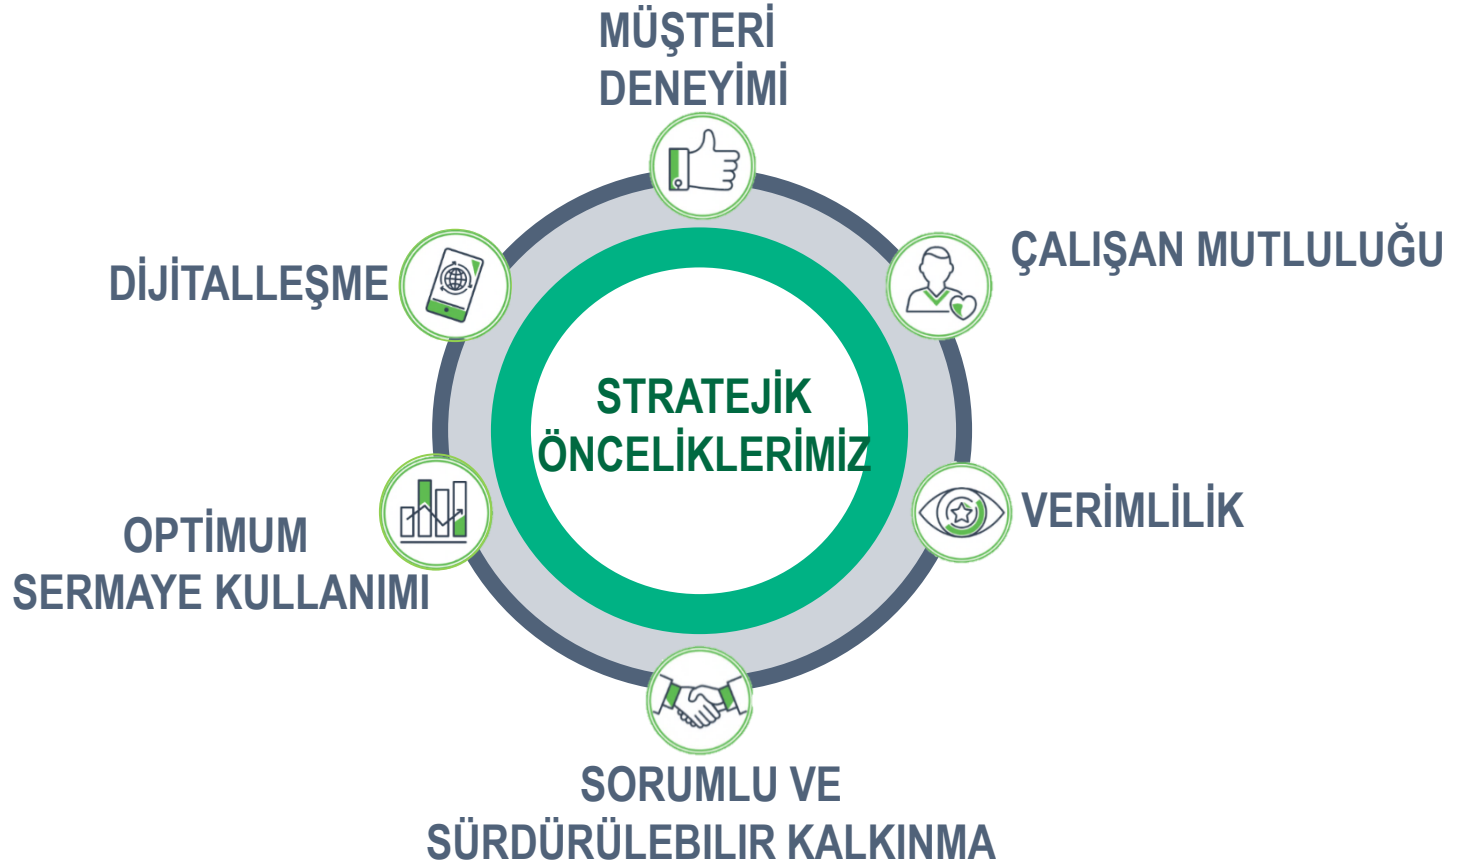 MÜŞTERİ
DENEYİMİ
ÇALIŞAN MUTLULUĞU
DİJİTALLEŞME
STRATEJİK
ÖNCELİKLERİMİZ
VERİMLİLİK
OPTİMUM
SERMAYE KULLANIMI
SORUMLU VE
SÜRDÜRÜLEBILIR KALKINMA